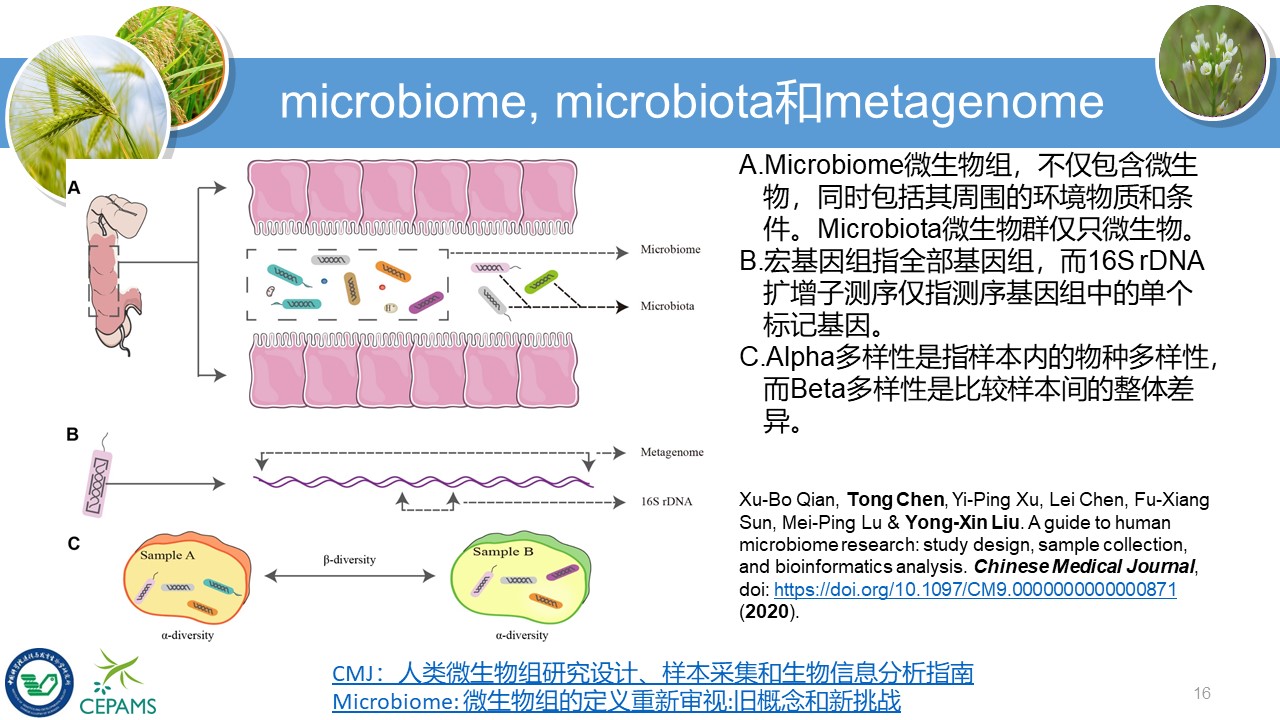 microbiome, microbiota和metagenome
A
Microbiome
Microbiota
B
Metagenome
16S rDNA
C
Sample A
β-diversity
Sample B
α-diversity
α-diversity
A.Microbiome微生物组，不仅包含微生
物，同时包括其周围的环境物质和条
件。Microbiota微生物群仅只微生物。
B.宏基因组指全部基因组，而16S rDNA
扩增子测序仅指测序基因组中的单个
标记基因。
C.Alpha多样性是指样本内的物种多样性，
而Beta多样性是比较样本间的整体差
异。
Xu-Bo Qian, Tong Chen, Yi-Ping Xu, Lei Chen, Fu-Xiang
Sun, Mei-Ping Lu & Yong-Xin Liu. A guide to human
microbiome research: study design, sample collection,
and bioinformatics analysis. Chinese Medical Journal,
doi: https://doi.org/10.1097/CM9.0000000000000871
(2020).
CEPAMS
CMJ：人类微生物组研究设计、样本采集和生物信息分析指南
Microbiome: 微生物组的定义重新审视:旧概念和新挑战
16